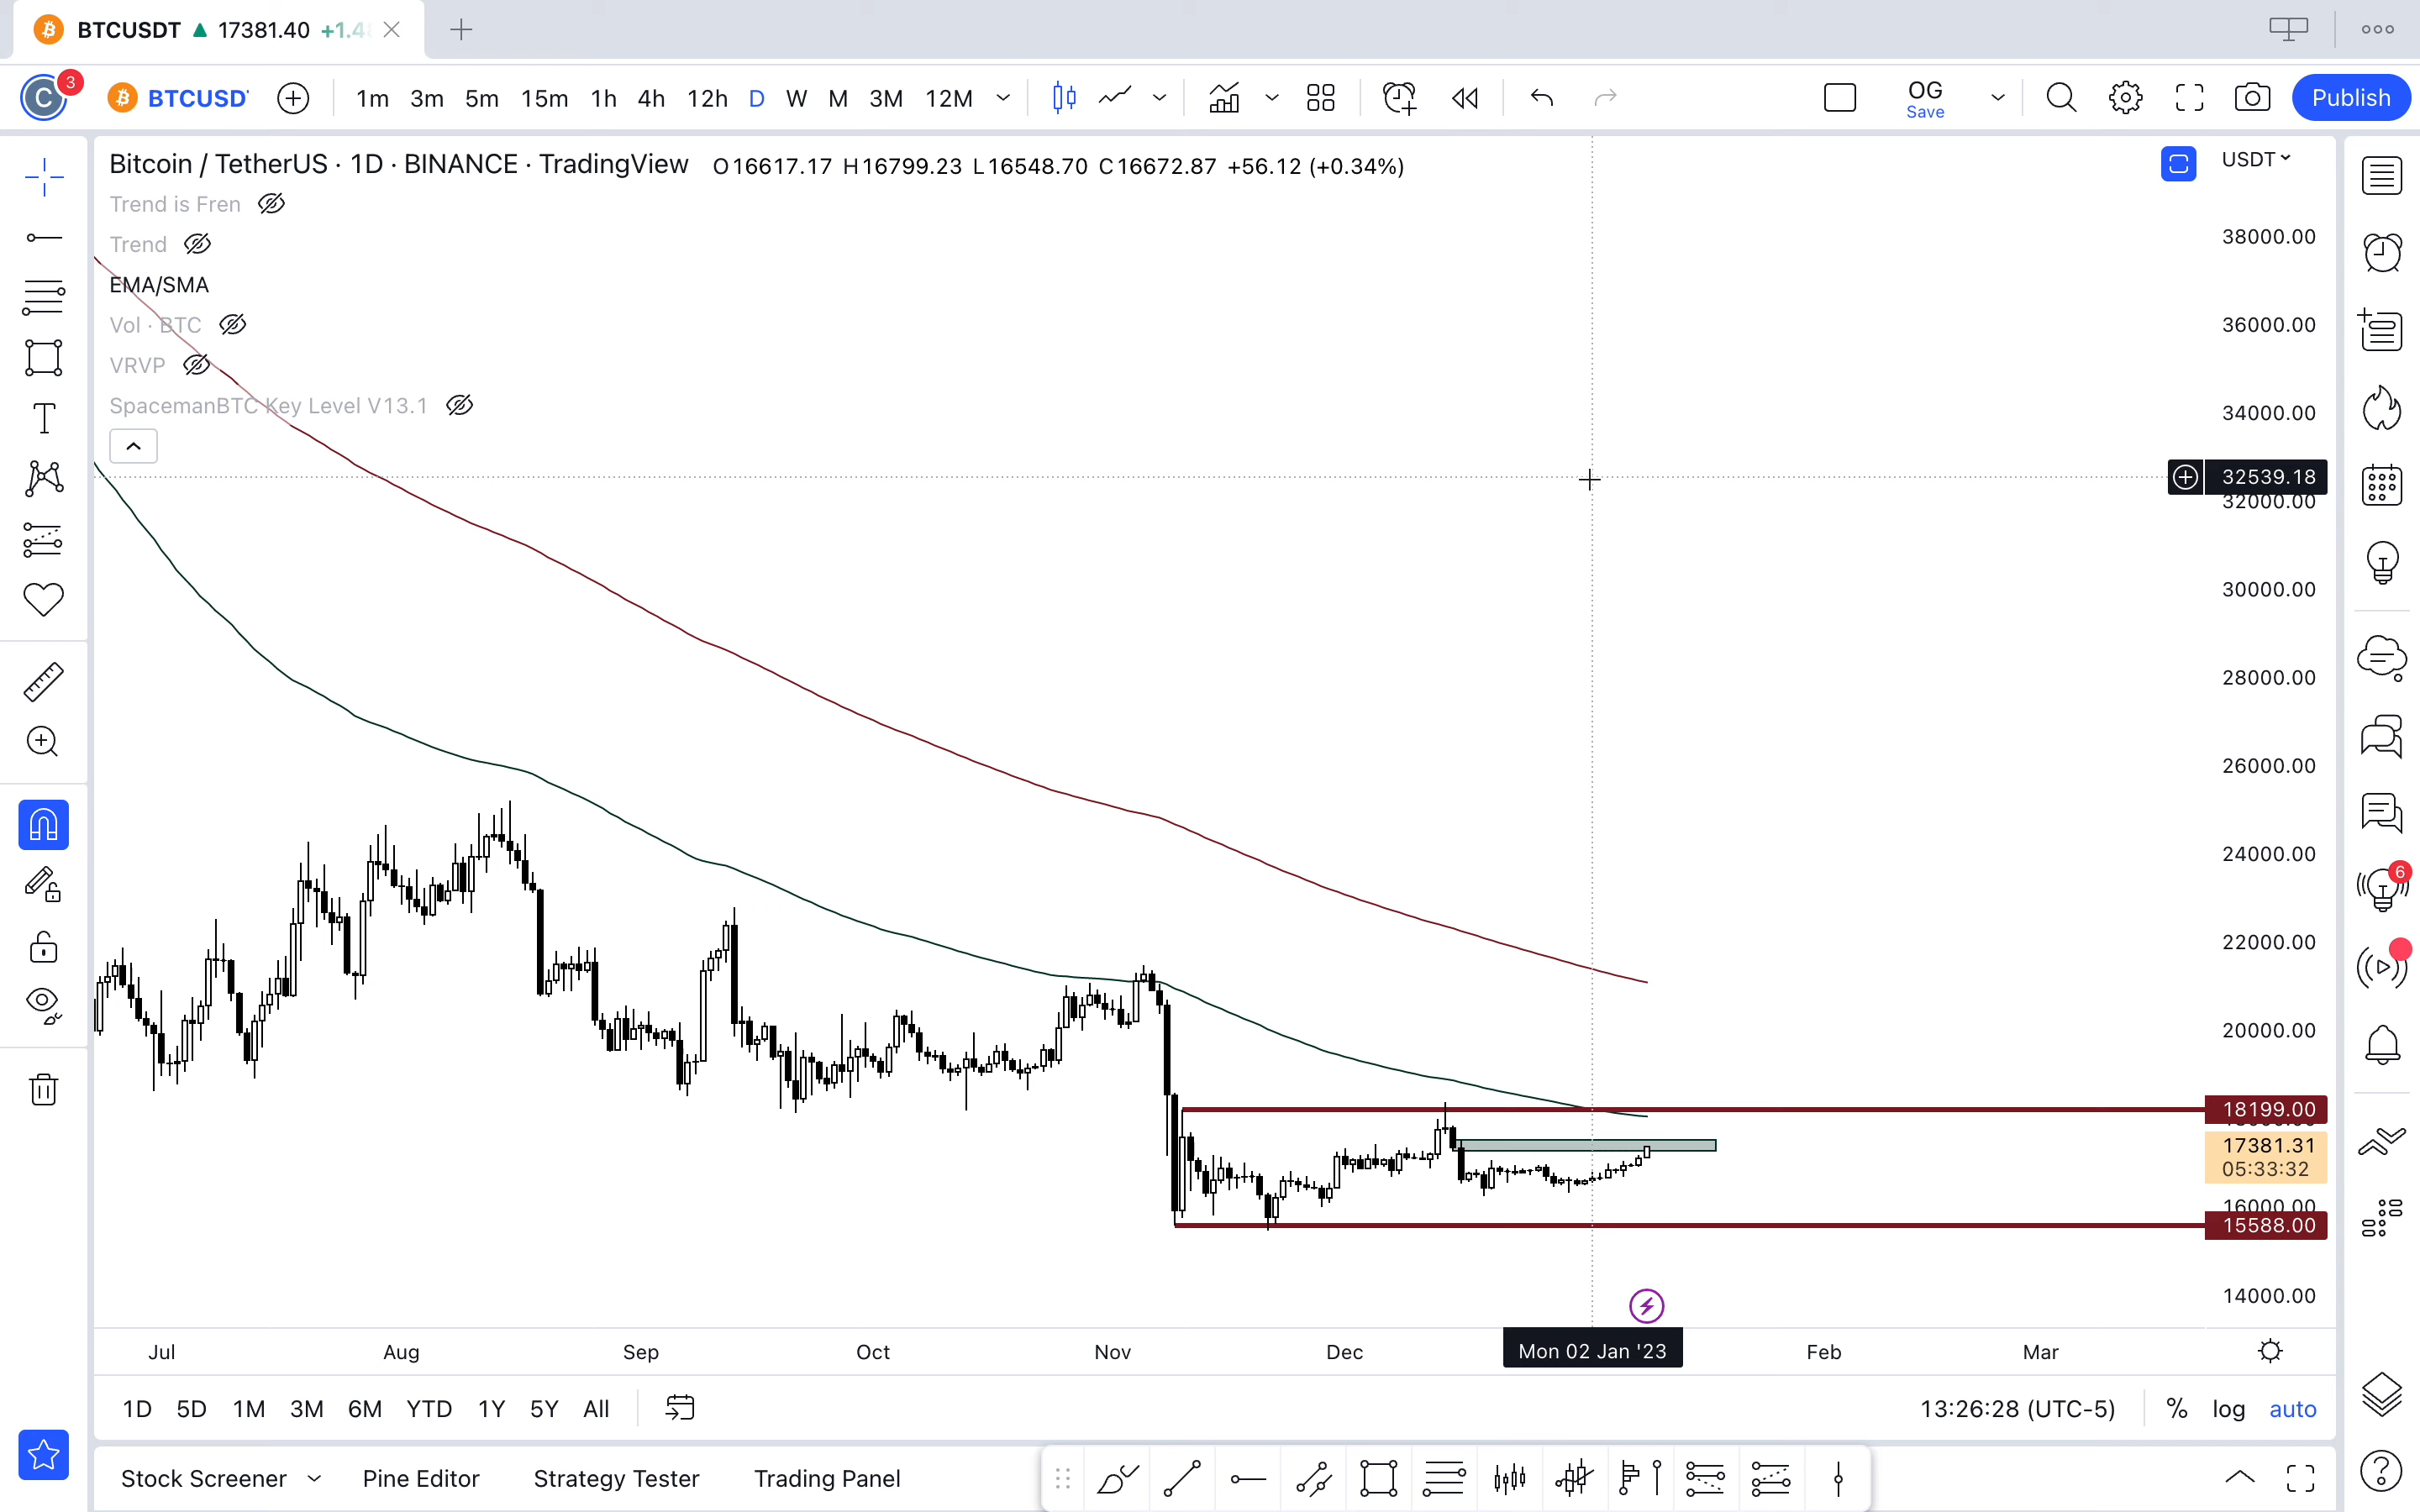 BTCUSDT ▲ 17381.40 +1.4
C 3 BTCUSD 1m 3m 5m 15m 1h 4h 12h D W M 3M 12M OG Save Publish
Bitcoin / TetherUS · 1D · BINANCE · TradingView O16617.17 H16799.23 L16548.70 C16672.87 +56.12 (+0.34%)
USDT
Trend is Fren
Trend
EMA/SMA
Vol · BTC
VRVP
SpacemanBTC Key Level V13.1
38000.00
36000.00
34000.00
32539.18
32000.00
30000.00
28000.00
26000.00
24000.00
22000.00
20000.00
18199.00
17381.31
05:33:32
16000.00
15588.00
14000.00
6
Jul Aug Sep Oct Nov Dec Mon 02 Jan '23 Feb Mar
1D 5D 1M 3M 6M YTD 1Y 5Y All 13:26:28 (UTC-5) % log auto
Stock Screener Pine Editor Strategy Tester Trading Panel